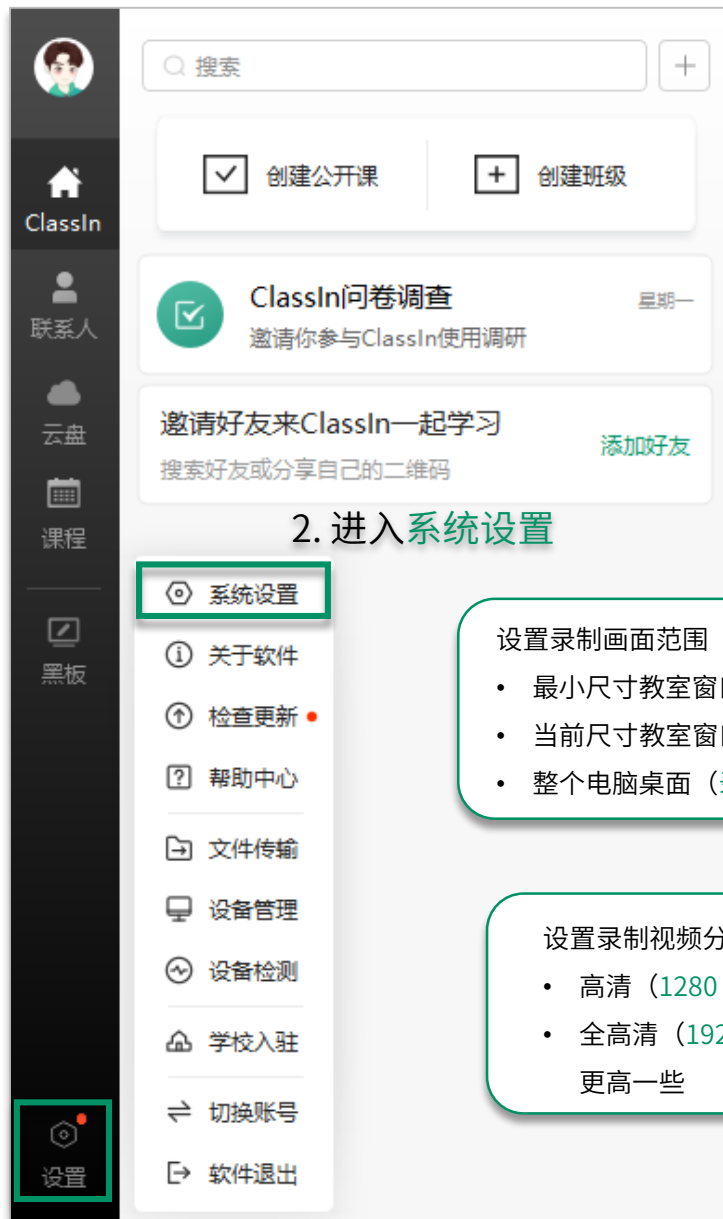 搜索
创建公开课
创建班级
ClassIn
ClassIn问卷调查
星期一
邀请你参与ClassIn使用调研
联系人
云盘
邀请好友来ClassIn一起学习
添加好友
搜索好友或分享自己的二维码
课程
2. 进入系统设置
黑板
系统设置
关于软件
检查更新
帮助中心
文件传输
设备管理
设备检测
学校入驻
切换账号
软件退出
设置
设置录制画面范围
• 最小尺寸教室窗
• 当前尺寸教室窗
• 整个电脑桌面（
设置录制视频分
• 高清（1280
• 全高清（192
更高一些